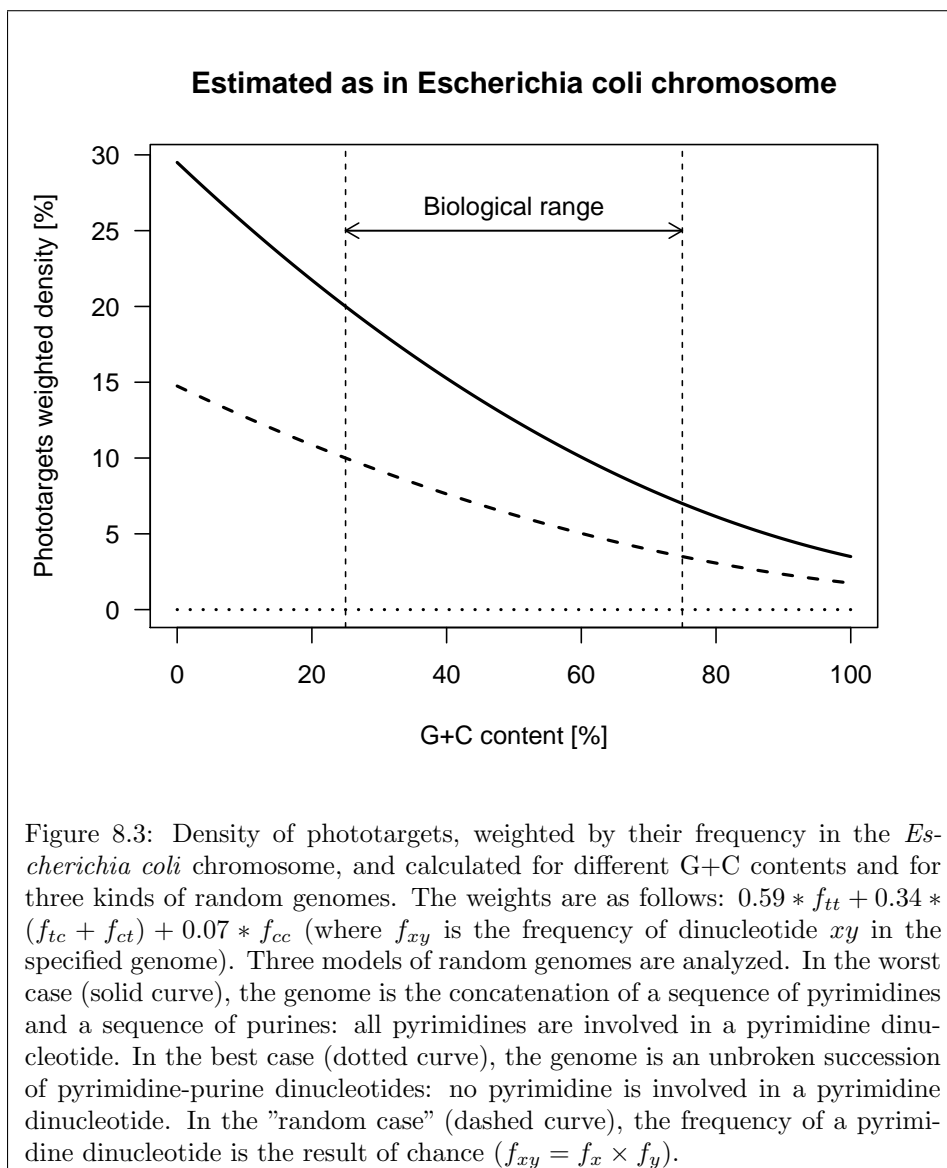 Estimated as in Escherichia coli chromosome
30
25
20
15
10
5
0
Phototargets weighted density [%]
Biological range
0 20 40 60 80 100
G+C content [%]
Figure 8.3: Density of phototargets, weighted by their frequency in the Es-
cherichia coli chromosome, and calculated for different G+C contents and for
three kinds of random genomes. The weights are as follows: 0.59 ∗ f_tt + 0.34 ∗
(f_tc + f_ct) + 0.07 ∗ f_cc (where f_xy is the frequency of dinucleotide xy in the
specified genome). Three models of random genomes are analyzed. In the worst
case (solid curve), the genome is the concatenation of a sequence of pyrimidines
and a sequence of purines: all pyrimidines are involved in a pyrimidine dinu-
cleotide. In the best case (dotted curve), the genome is an unbroken succession
of pyrimidine-purine dinucleotides: no pyrimidine is involved in a pyrimidine
dinucleotide. In the ”random case” (dashed curve), the frequency of a pyrimi-
dine dinucleotide is the result of chance (f_xy = f_x × f_y).